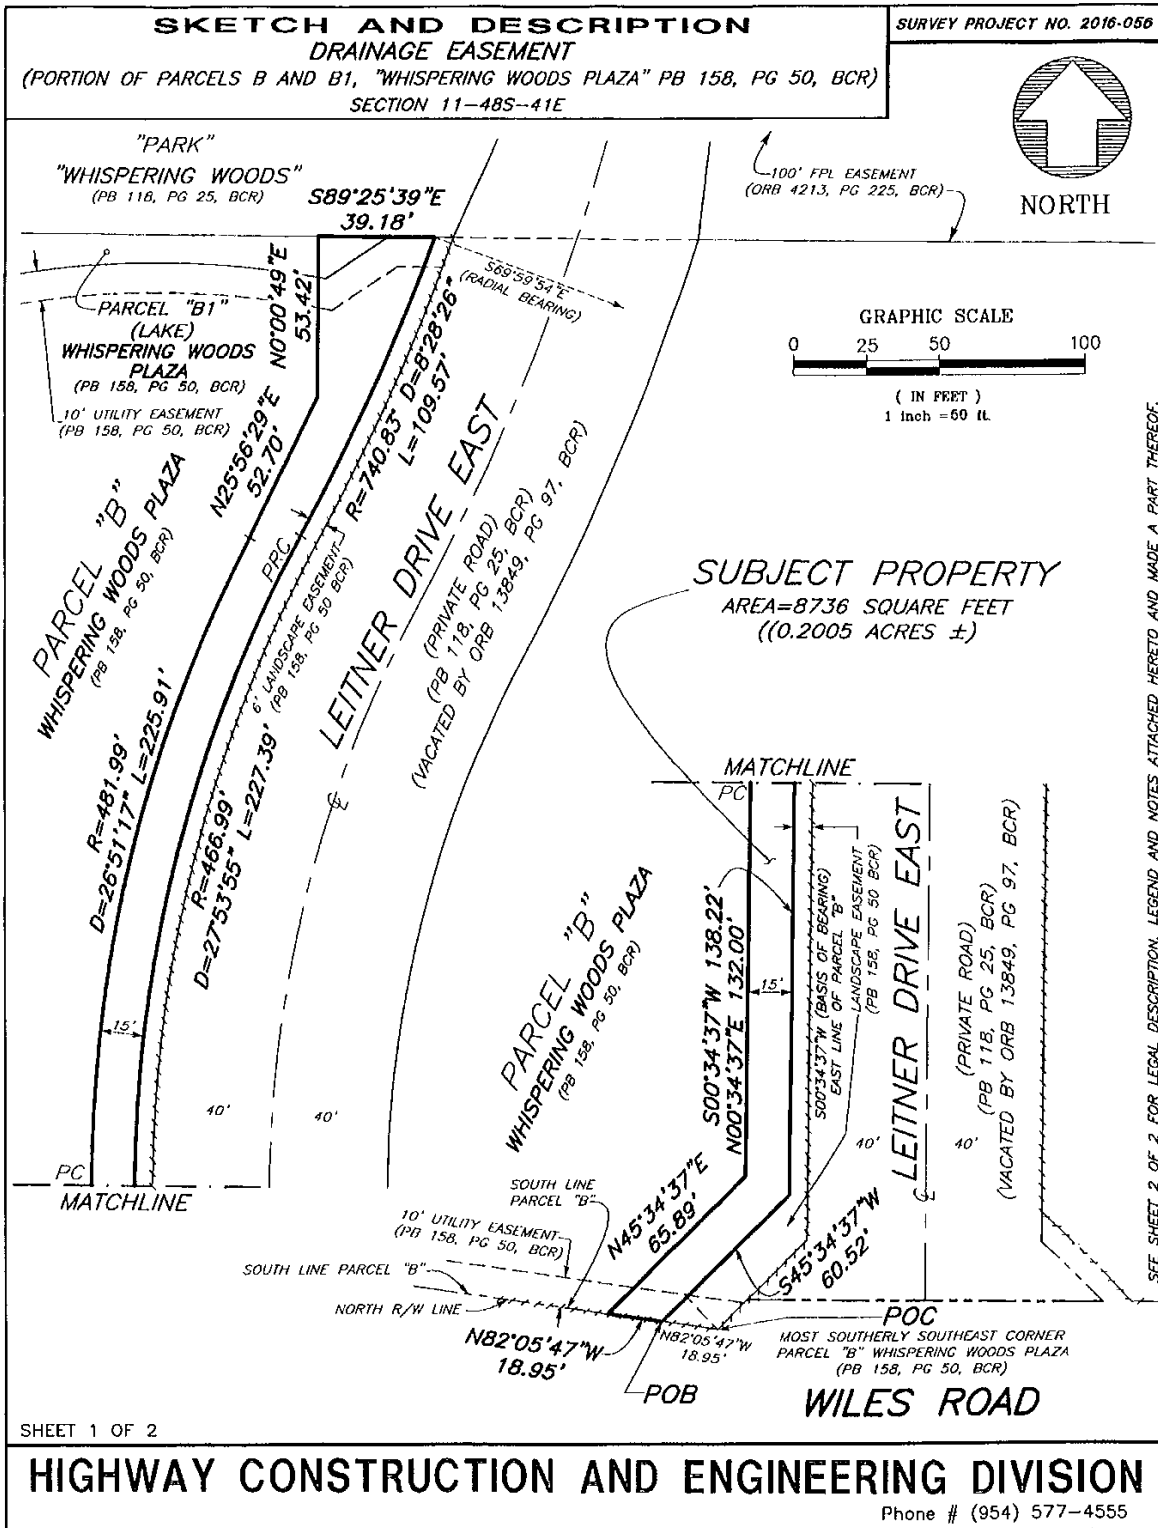 SKETCH AND DESCRIPTION
DRAINAGE EASEMENT
(PORTION OF PARCELS B AND B1, "WHISPERING WOODS PLAZA" PB 158, PG 50, BCR)
SECTION 11-48S-41E
SURVEY PROJECT NO. 2016-056
NORTH
"PARK"
"WHISPERING WOODS"
(PB 118, PG 25, BCR)
S89°25'39"E
39.18'
100' FPL EASEMENT
(ORB 4213, PG 225, BCR)
S69°59'54"E
(RADIAL BEARING)
N0°00'49"E
53.42'
PARCEL "B1"
(LAKE)
WHISPERING WOODS
PLAZA
(PB 158, PG 50, BCR)
10' UTILITY EASEMENT
(PB 158, PG 50, BCR)
GRAPHIC SCALE
0 25 50 100
( IN FEET )
1 inch =50 ft.
N25°56'29"E
52.70'
R=740.83' D=8°28'26"
L=109.57'
PARCEL "B"
WHISPERING WOODS PLAZA
(PB 158, PG 50, BCR)
PRC
6' LANDSCAPE EASEMENT
(PB 158, PG 50 BCR)
LEITNER DRIVE EAST
(PRIVATE ROAD)
(PB 118, PG 25, BCR)
(VACATED BY ORB 13849, PG 97, BCR)
SUBJECT PROPERTY
AREA=8736 SQUARE FEET
((0.2005 ACRES ±)
R=481.99'
D=26°51'17" L=225.91'
R=466.99'
D=27°53'55" L=227.39'
15'
40'
40'
PC
MATCHLINE
MATCHLINE
PC
PARCEL "B"
WHISPERING WOODS PLAZA
(PB 158, PG 50, BCR)
S00°34'37"W 138.22'
N00°34'37"E 132.00'
15'
S00°34'37"W (BASIS OF BEARING)
EAST LINE OF PARCEL "B"
LANDSCAPE EASEMENT
(PB 158, PG 50 BCR)
LEITNER DRIVE EAST
40'
40'
(PRIVATE ROAD)
(PB 118, PG 25, BCR)
(VACATED BY ORB 13849, PG 97, BCR)
SEE SHEET 2 OF 2 FOR LEGAL DESCRIPTION, LEGEND AND NOTES ATTACHED HERETO AND MADE A PART THEREOF.
SOUTH LINE
PARCEL "B"
N45°34'37"E
65.89'
S45°34'37"W
60.52'
10' UTILITY EASEMENT
(PB 158, PG 50, BCR)
SOUTH LINE PARCEL "B"
NORTH R/W LINE
N82°05'47"W
18.95'
N82°05'47"W
18.95'
POC
MOST SOUTHERLY SOUTHEAST CORNER
PARCEL "B" WHISPERING WOODS PLAZA
(PB 158, PG 50, BCR)
POB
WILES ROAD
SHEET 1 OF 2
HIGHWAY CONSTRUCTION AND ENGINEERING DIVISION
Phone # (954) 577-4555